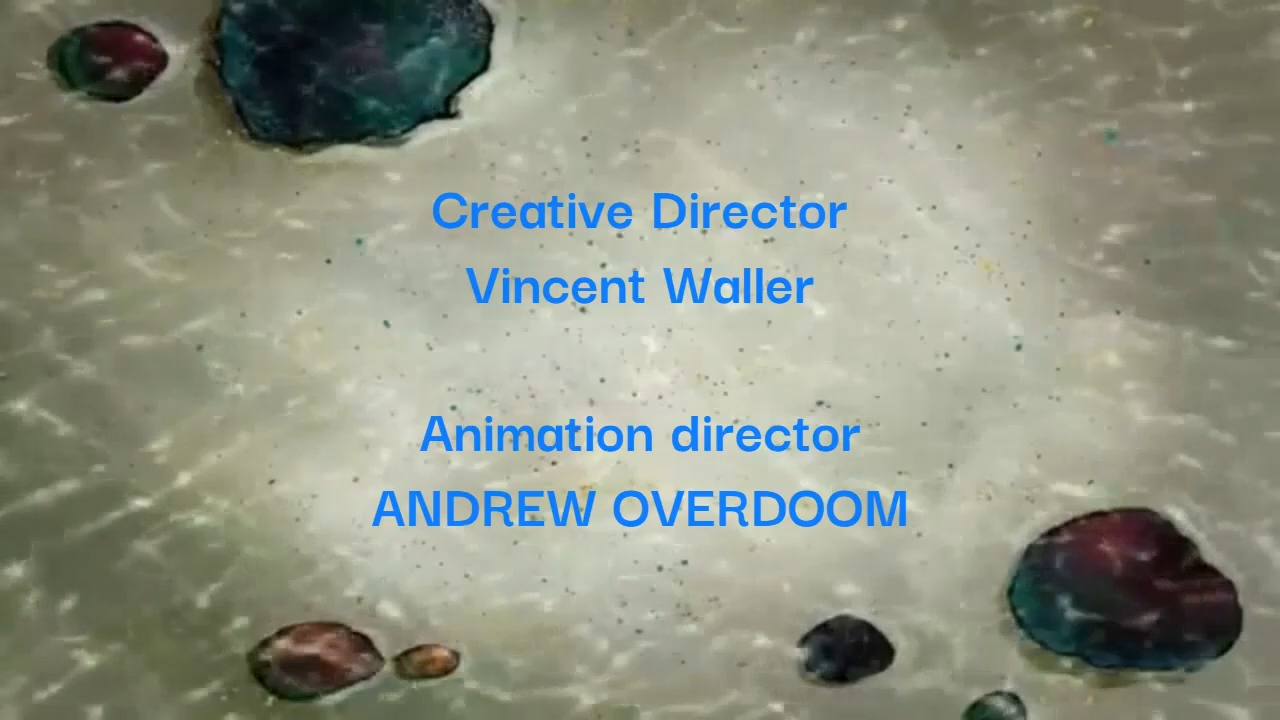 Creative Director
Vincent Waller
Animation director
ANDREW OVERDOOM